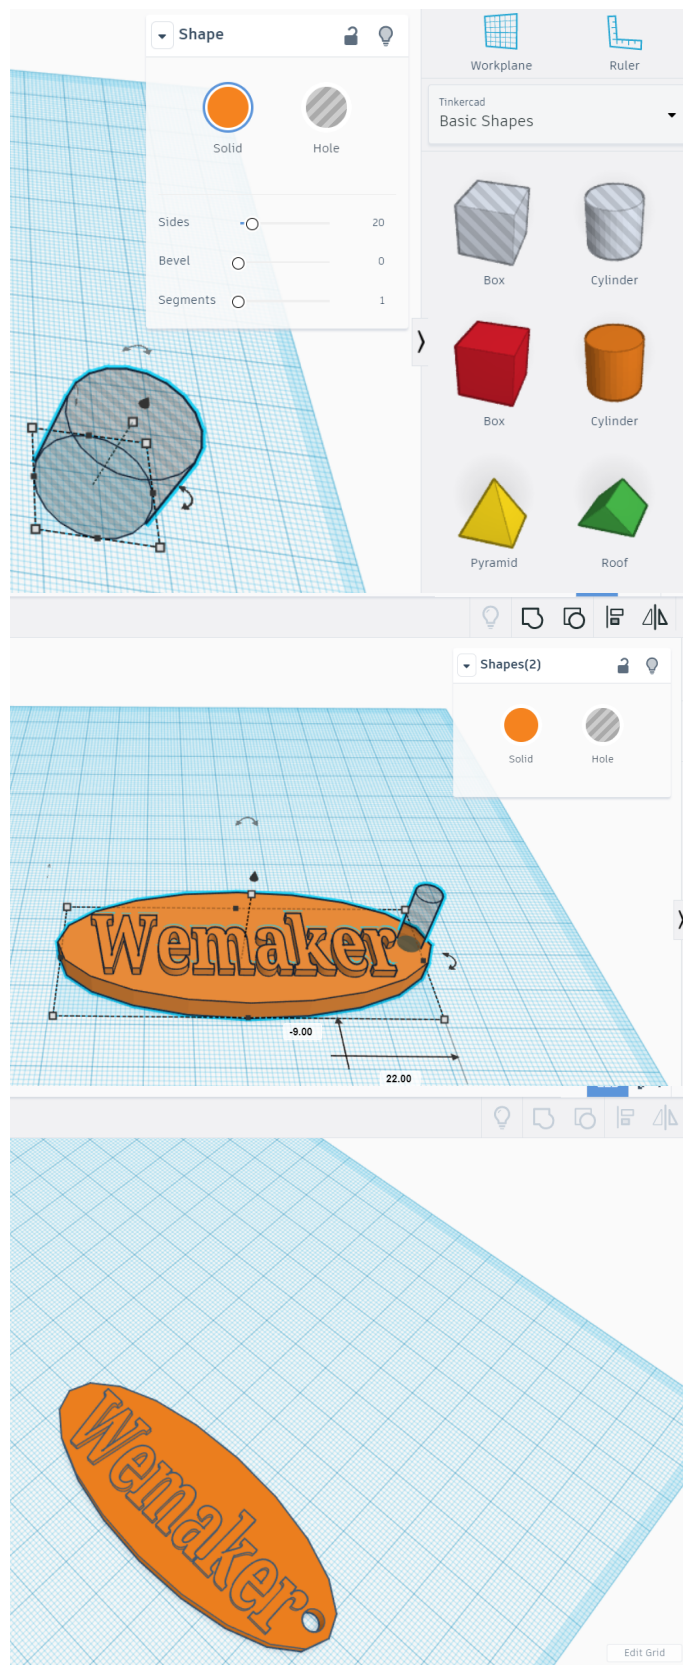 Shape
Solid
Hole
Sides
20
Bevel
0
Segments
1
Workplane
Ruler
Tinkercad
Basic Shapes
Box
Cylinder
Box
Cylinder
Pyramid
Roof
Shapes(2)
Solid
Hole
Wemaker
-9.00
22.00
Wemaker
Edit Grid